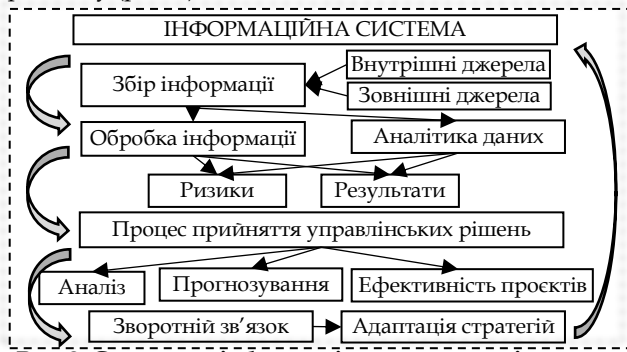 ІНФОРМАЦІЙНА СИСТЕМА
Збір інформації
Внутрішні джерела
Зовнішні джерела
Обробка інформації
Аналітика даних
Ризики
Результати
Процес прийняття управлінських рішень
Аналіз
Прогнозування
Ефективність проєктів
Зворотній зв’язок
Адаптація стратегій